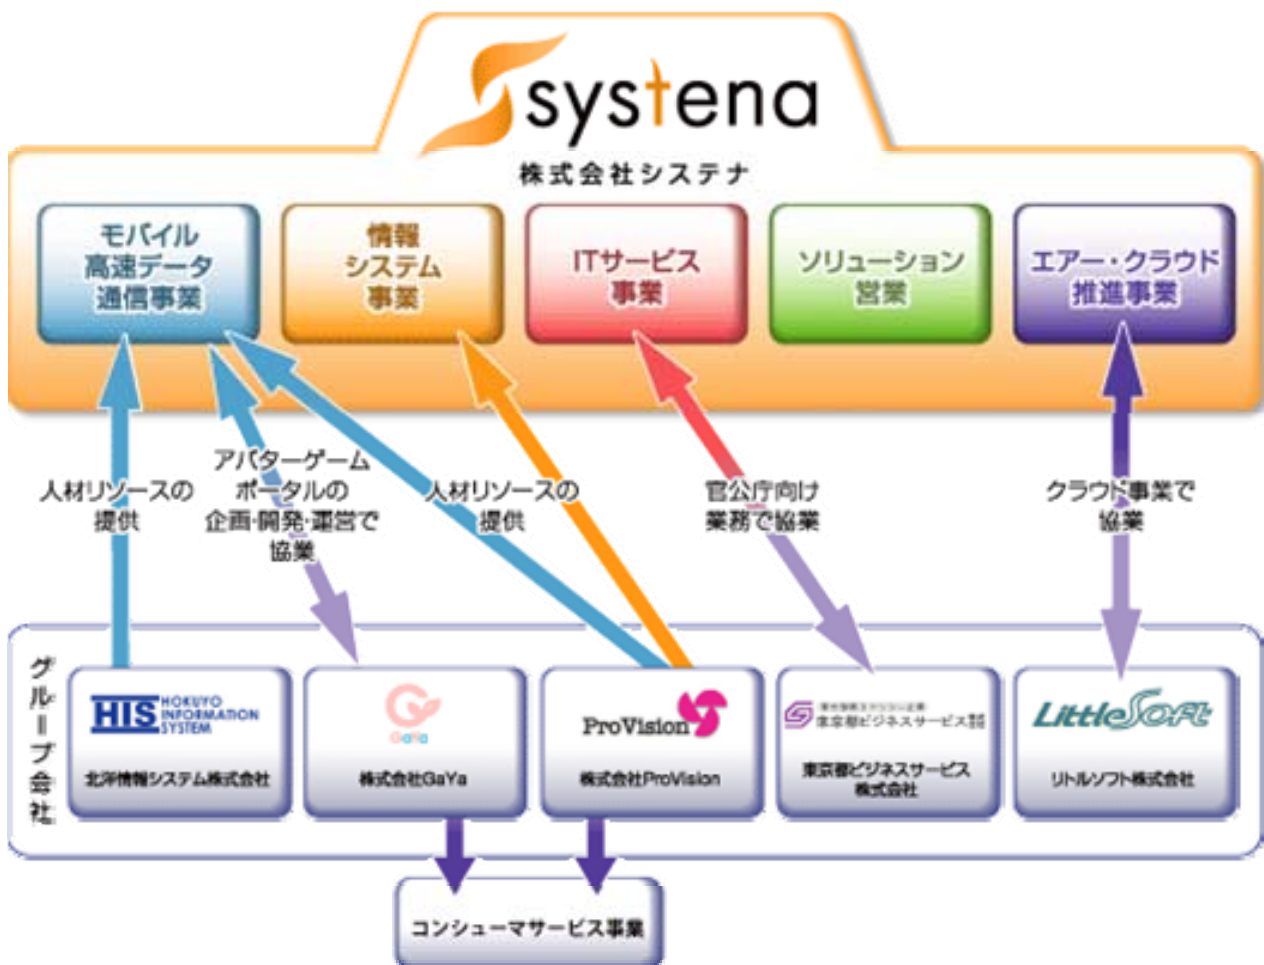 systena
株式会社システナ
モバイル
高速データ
通信事業
情報
システム
事業
ITサービス
事業
ソリューション
営業
エアー・クラウド
推進事業
人材リソースの
提供
アバターゲーム
ポータルの
企画・開発・運営で
協業
人材リソースの
提供
官公庁向け
業務で協業
クラウド事業で
協業
グループ会社
HIS HOKUYO
INFORMATION
SYSTEM
北洋情報システム株式会社
GaYa
株式会社GaYa
ProVision
株式会社ProVision
東京都ビジネスサービス
東京都ビジネスサービス
株式会社
LittleSoft
リトルソフト株式会社
コンシューマサービス事業